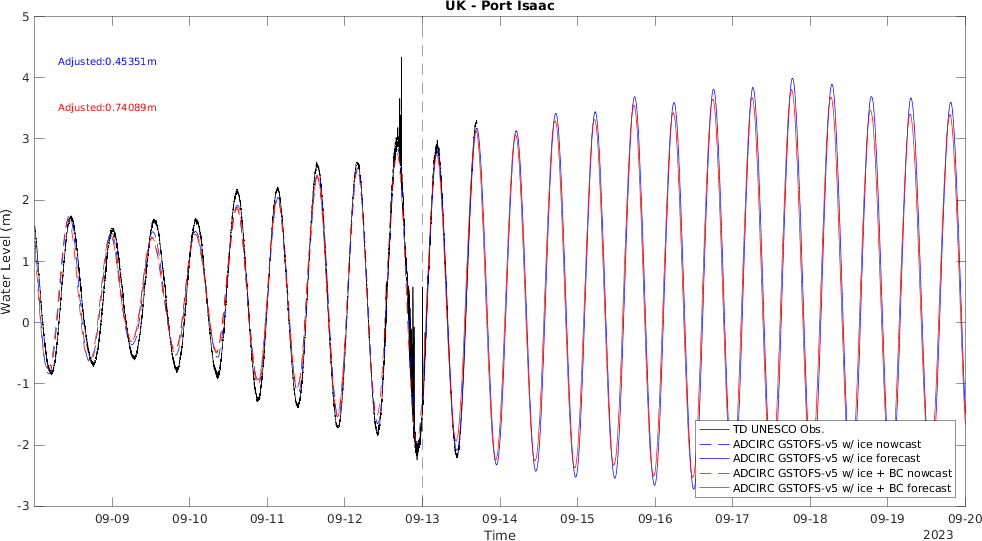 UK - Port Isaac
Adjusted:0.45351m
Adjusted:0.74089m
Water Level (m)
5
4
3
2
1
0
-1
-2
-3
TD UNESCO Obs.
ADCIRC GSTOFS-v5 w/ ice nowcast
ADCIRC GSTOFS-v5 w/ ice forecast
ADCIRC GSTOFS-v5 w/ ice + BC nowcast
ADCIRC GSTOFS-v5 w/ ice + BC forecast
09-09 09-10 09-11 09-12 09-13 09-14 09-15 09-16 09-17 09-18 09-19 09-20
Time
2023